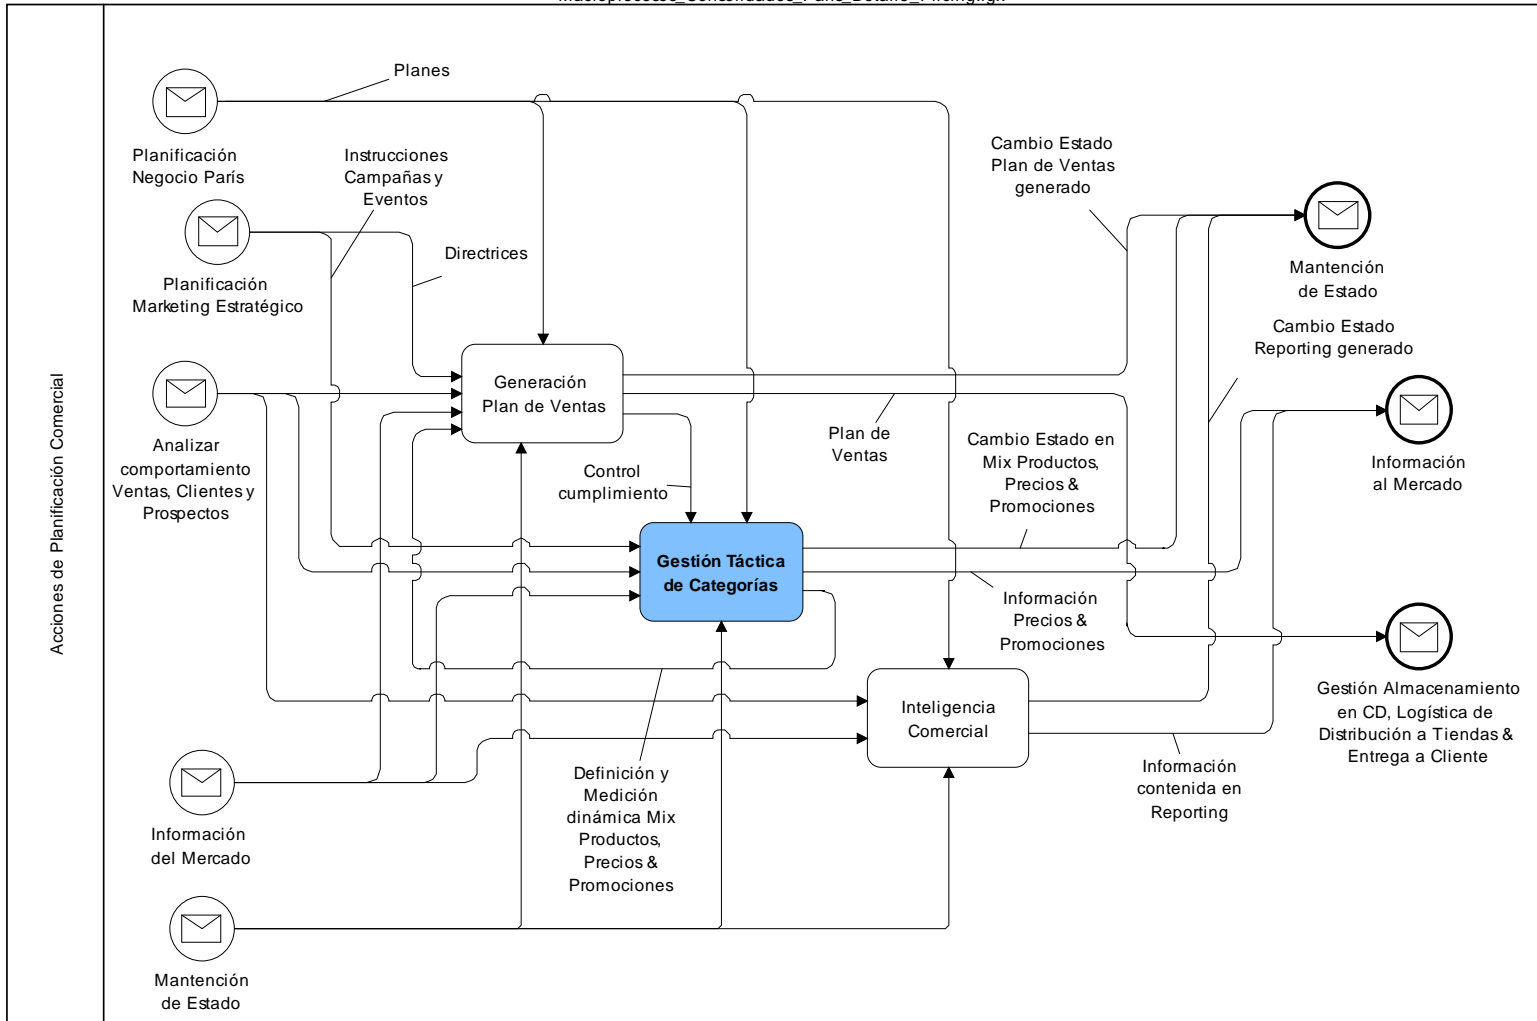 Acciones de Planificación Comercial
Planes
Planificación
Negocio París
Instrucciones
Campañas y
Eventos
Cambio Estado
Plan de Ventas
generado
Planificación
Marketing Estratégico
Directrices
Mantención
de Estado
Cambio Estado
Reporting generado
Generación
Plan de Ventas
Analizar
comportamiento
Ventas, Clientes y
Prospectos
Plan de
Ventas
Cambio Estado en
Mix Productos,
Precios &
Promociones
Información
al Mercado
Control
cumplimiento
Gestión Táctica
de Categorías
Información
Precios &
Promociones
Inteligencia
Comercial
Gestión Almacenamiento
en CD, Logística de
Distribución a Tiendas &
Entrega a Cliente
Información
del Mercado
Definición y
Medición
dinámica Mix
Productos,
Precios &
Promociones
Información
contenida en
Reporting
Mantención
de Estado